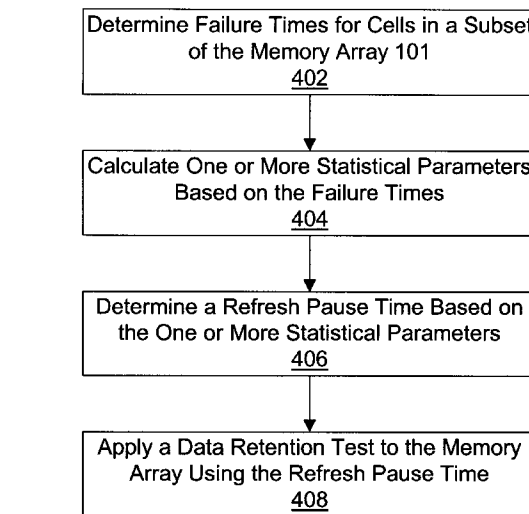 Determine Failure Times for Cells in a Subset
of the Memory Array 101
402
Calculate One or More Statistical Parameters
Based on the Failure Times
404
Determine a Refresh Pause Time Based on
the One or More Statistical Parameters
406
Apply a Data Retention Test to the Memory
Array Using the Refresh Pause Time
408